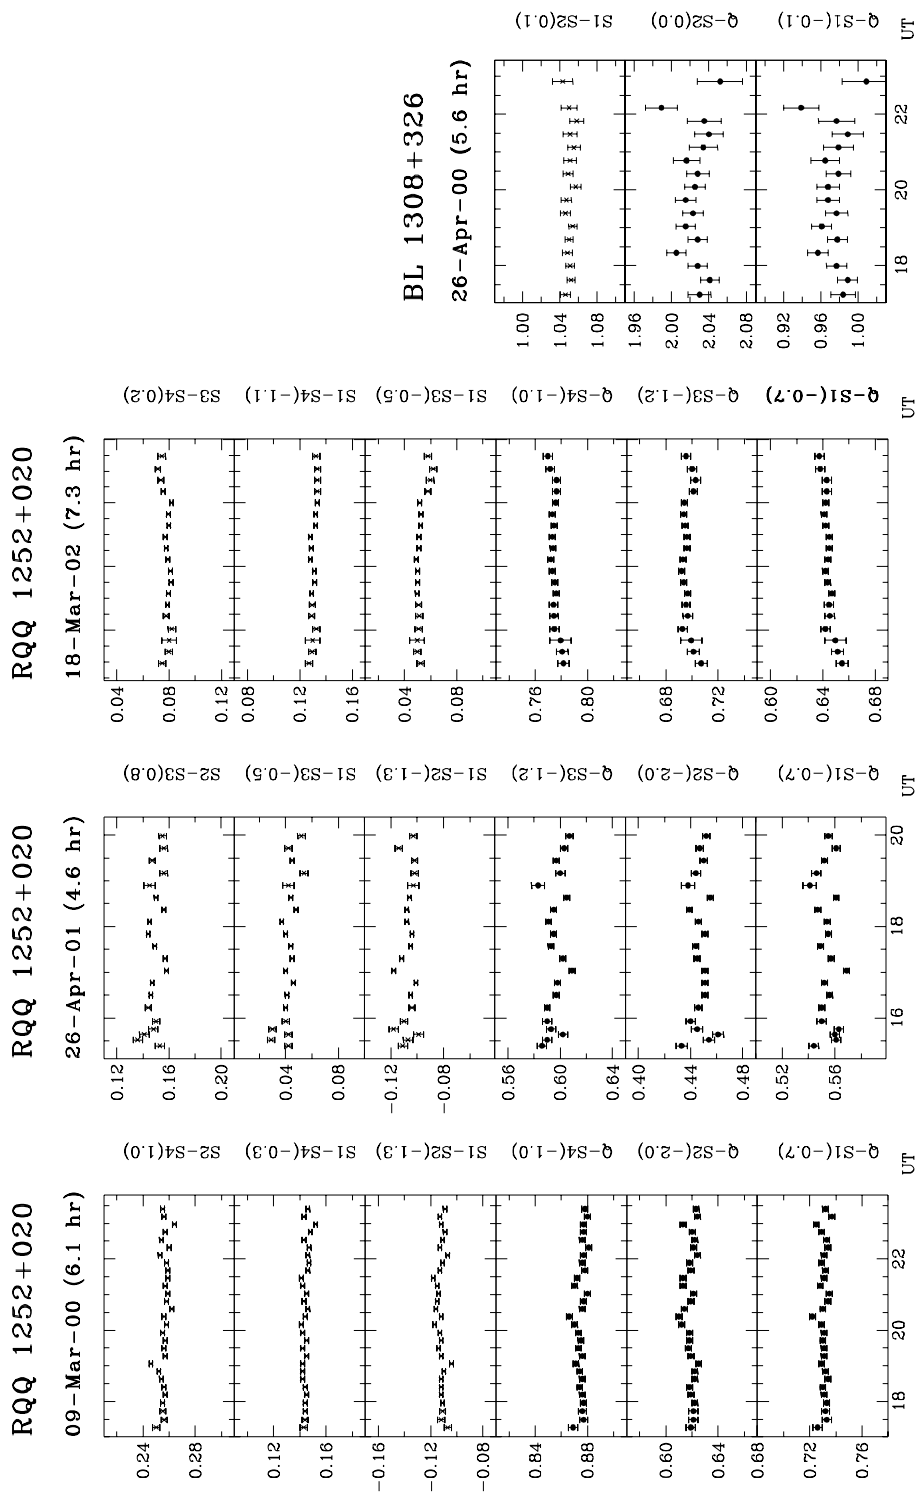 RQQ 1252+020
09-Mar-00 (6.1 hr)
0.24
0.28
S2-S4(1.0)
0.12
0.16
S1-S4(-0.3)
-0.16
-0.12
-0.08
S1-S2(-1.3)
0.84
0.88
Q-S4(-1.0)
0.60
0.64
0.68
Q-S2(-2.0)
0.72
0.76
Q-S1(-0.7)
18
20
22
UT
RQQ 1252+020
26-Apr-01 (4.6 hr)
0.12
0.16
0.20
S2-S3(0.8)
0.04
0.08
S1-S3(-0.5)
-0.12
-0.08
S1-S2(-1.3)
0.56
0.60
0.64
Q-S3(-1.2)
0.40
0.44
0.48
Q-S2(-2.0)
0.52
0.56
Q-S1(-0.7)
16
18
20
UT
RQQ 1252+020
18-Mar-02 (7.3 hr)
0.04
0.08
0.12
S3-S4(0.2)
0.08
0.12
0.16
S1-S4(-1.1)
0.04
0.08
S1-S3(-0.5)
0.76
0.80
Q-S4(-1.0)
0.68
0.72
Q-S3(-1.2)
0.60
0.64
0.68
Q-S1(-0.7)
UT
BL 1308+326
26-Apr-00 (5.6 hr)
1.00
1.04
1.08
S1-S2(0.1)
1.96
2.00
2.04
2.08
Q-S2(0.0)
0.92
0.96
1.00
Q-S1(-0.1)
18
20
22
UT